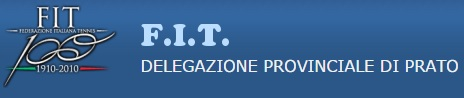 FIT
FEDERAZIONE ITALIANA TENNIS
100
1910-2010
F.I.T.
DELEGAZIONE PROVINCIALE DI PRATO